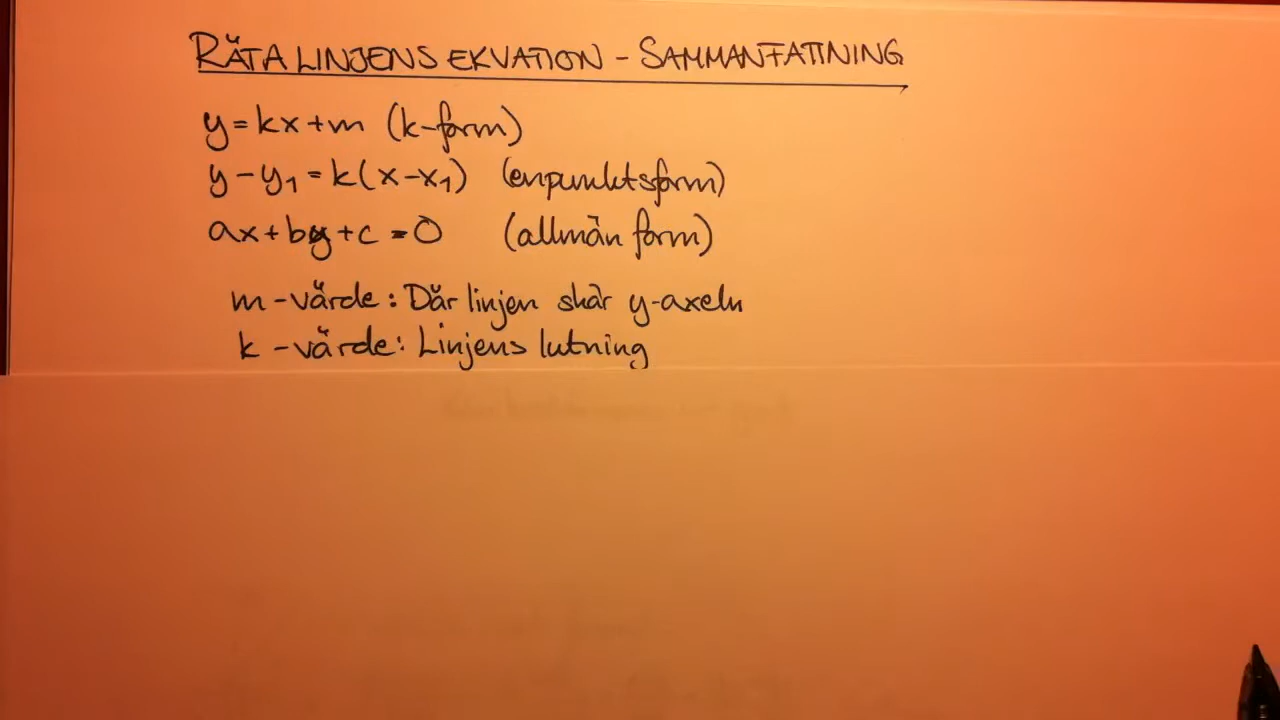 RÄTA LINJENS EKVATION - SAMMANFATTNING
y = kx + m (k-form)
y - y₁ = k(x - x₁) (enpunktsform)
ax + by + c = 0 (allmän form)
m-värde: Där linjen skär y-axeln
k-värde: Linjens lutning